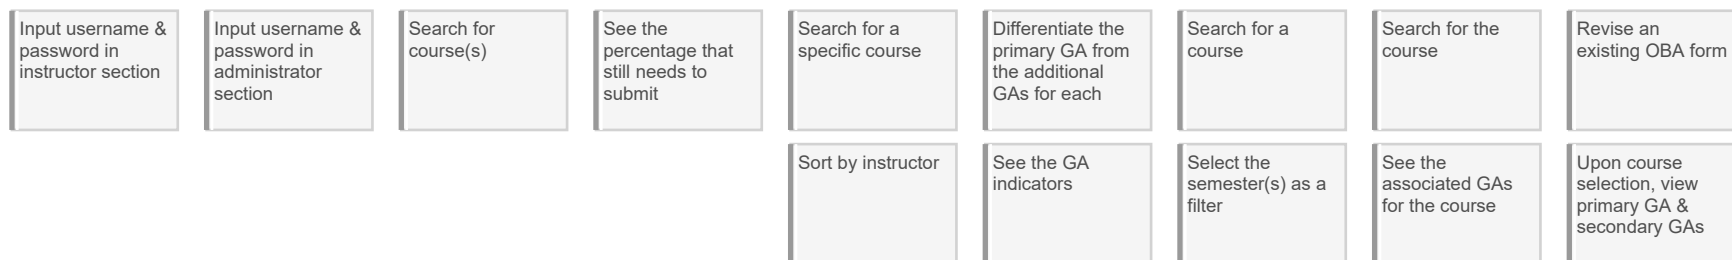 Input username &
password in
instructor section
Input username &
password in
administrator
section
Search for
course(s)
See the
percentage that
still needs to
submit
Search for a
specific course
Differentiate the
primary GA from
the additional
GAs for each
Search for a
course
Search for the
course
Revise an
existing OBA form
Sort by instructor
See the GA
indicators
Select the
semester(s) as a
filter
See the
associated GAs
for the course
Upon course
selection, view
primary GA &
secondary GAs